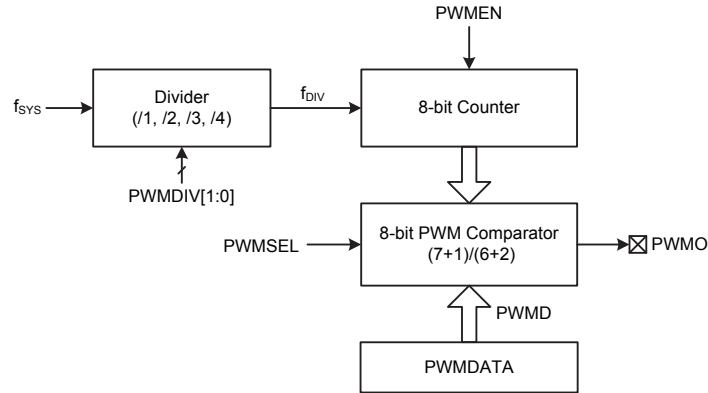 PWMEN
Divider
(/1, /2, /3, /4)
fSYS
fDIV
8-bit Counter
PWMDIV[1:0]
8-bit PWM Comparator
(7+1)/(6+2)
PWMSEL
PWMO
PWMD
PWMDATA